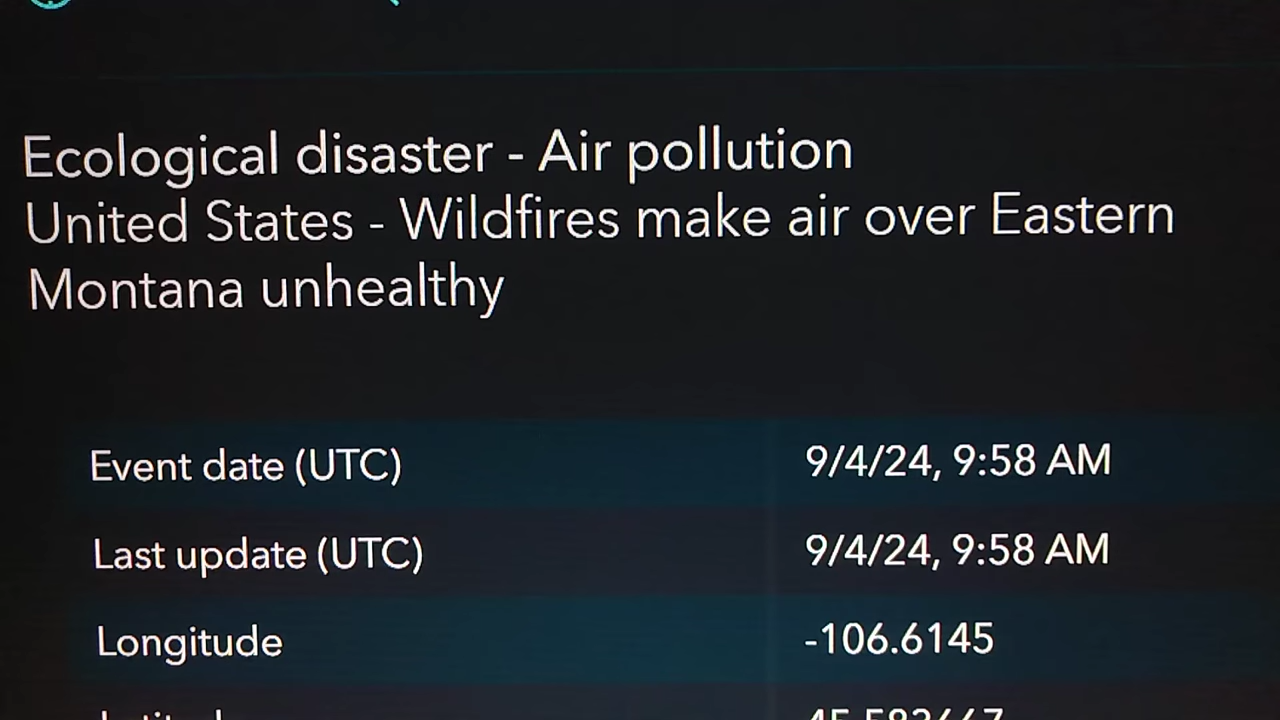 Ecological disaster - Air pollution
United States - Wildfires make air over Eastern
Montana unhealthy
Event date (UTC) 9/4/24, 9:58 AM
Last update (UTC) 9/4/24, 9:58 AM
Longitude -106.6145